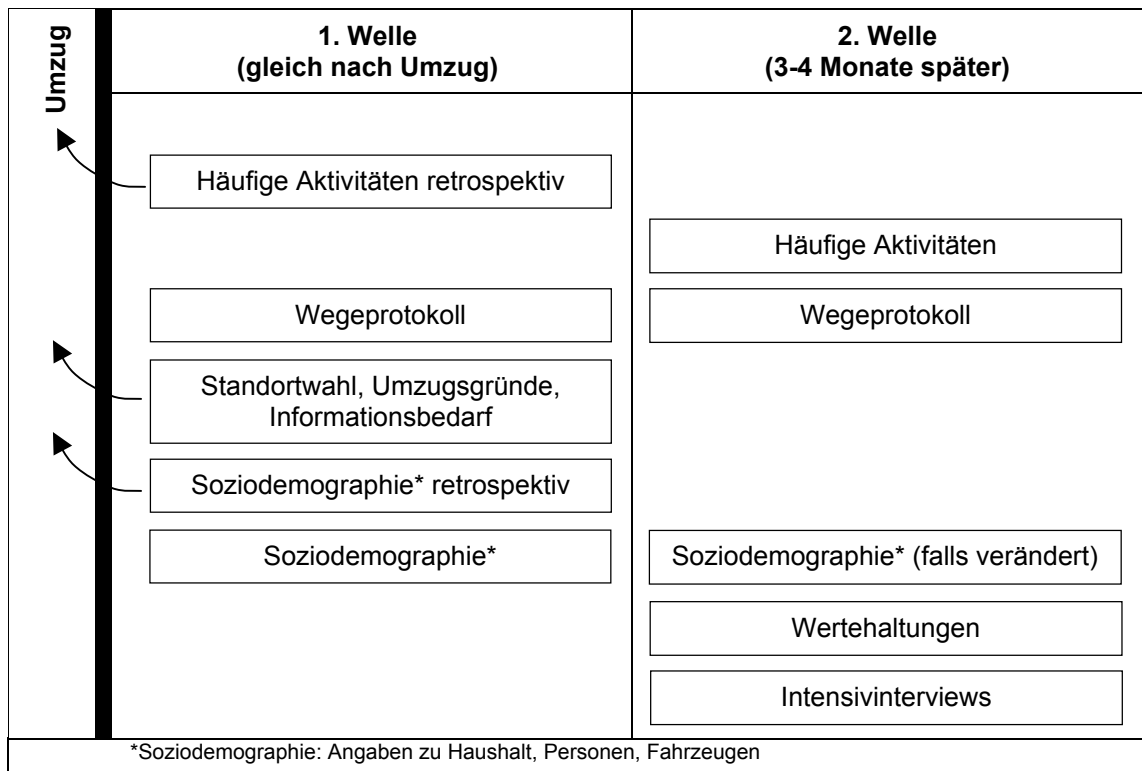 Umzug
1. Welle
(gleich nach Umzug)
2. Welle
(3-4 Monate später)
Häufige Aktivitäten retrospektiv
Häufige Aktivitäten
Wegeprotokoll
Wegeprotokoll
Standortwahl, Umzugsgründe,
Informationsbedarf
Soziodemographie* retrospektiv
Soziodemographie*
Soziodemographie* (falls verändert)
Wertehaltungen
Intensivinterviews
*Soziodemographie: Angaben zu Haushalt, Personen, Fahrzeugen